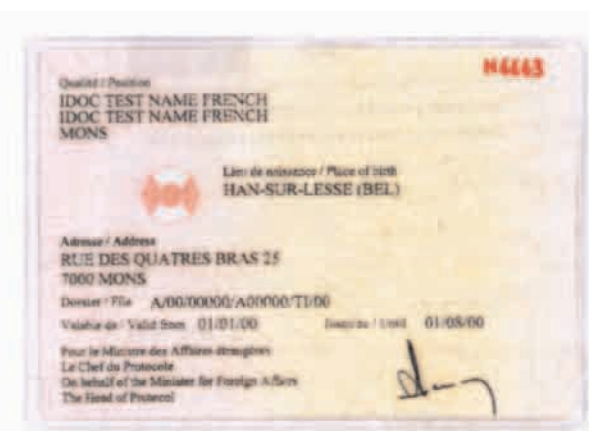 N4443
Qualité / Position
IDOC TEST NAME FRENCH
IDOC TEST NAME FRENCH
MONS
Lieu de naissance / Place of birth
HAN-SUR-LESSE (BEL)
Adresse / Address
RUE DES QUATRES BRAS 25
7000 MONS
Dossier / File A/00/00000/A00000/TI/00
Valable de / Valid from 01/01/00 Jusqu'au / Until 01/08/00
Pour le Ministre des Affaires étrangères
Le Chef du Protocole
On behalf of the Minister for Foreign Affairs
The Head of Protocol